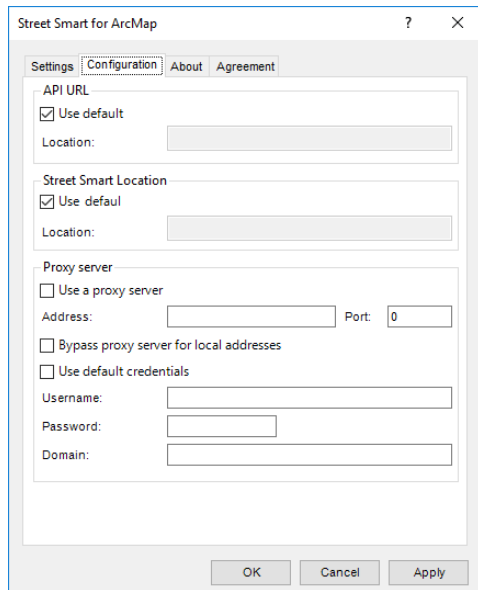 Street Smart for ArcMap ? ×
Settings Configuration About Agreement
API URL
Use default
Location:
Street Smart Location
Use defaul
Location:
Proxy server
Use a proxy server
Address: Port: 0
Bypass proxy server for local addresses
Use default credentials
Username:
Password:
Domain:
OK Cancel Apply